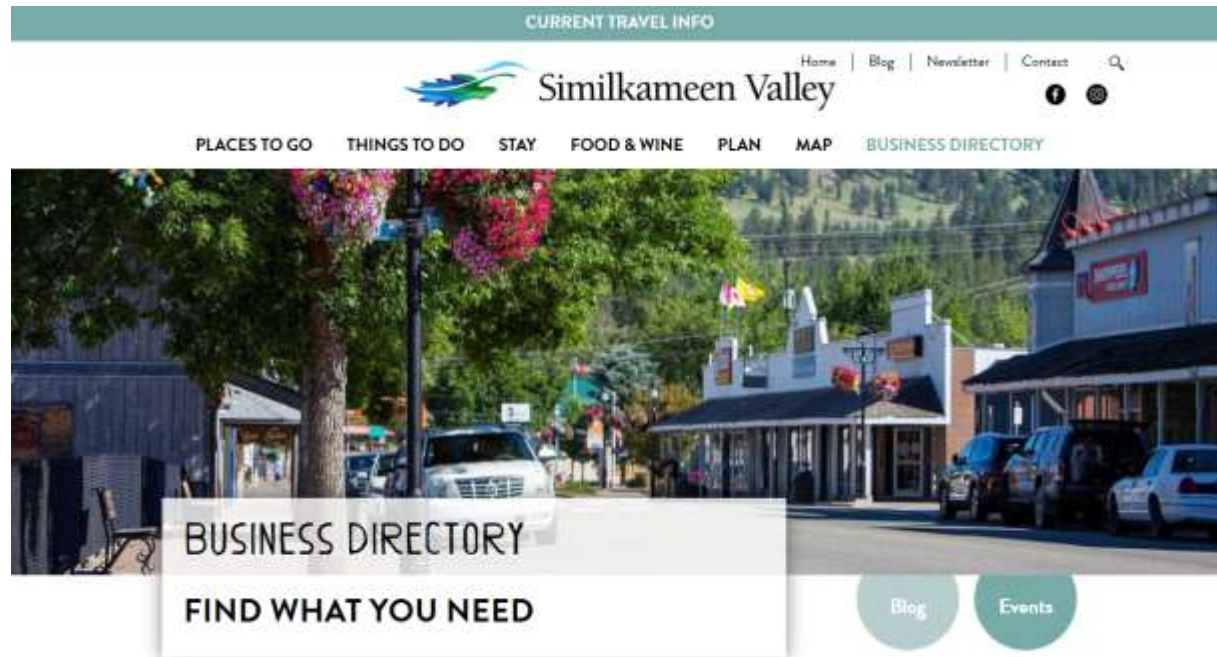 CURRENT TRAVEL INFO
Home | Blog | Newsletter | Contact
Similkameen Valley
PLACES TO GO THINGS TO DO STAY FOOD & WINE PLAN MAP BUSINESS DIRECTORY
BUSINESS DIRECTORY
FIND WHAT YOU NEED
Blog Events